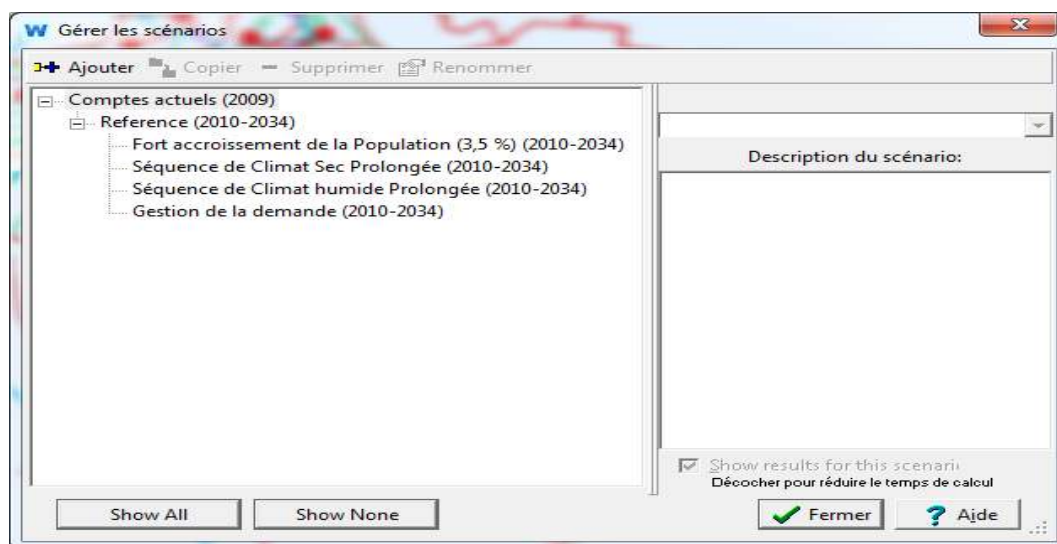 W Gérer les scénarios
Ajouter Copier Supprimer Renommer
Comptes actuels (2009)
Reference (2010-2034)
Fort accroissement de la Population (3,5 %) (2010-2034)
Séquence de Climat Sec Prolongée (2010-2034)
Séquence de Climat humide Prolongée (2010-2034)
Gestion de la demande (2010-2034)
Description du scénario:
Show results for this scenari
Décocher pour réduire le temps de calcul
Show All Show None Fermer ? Aide